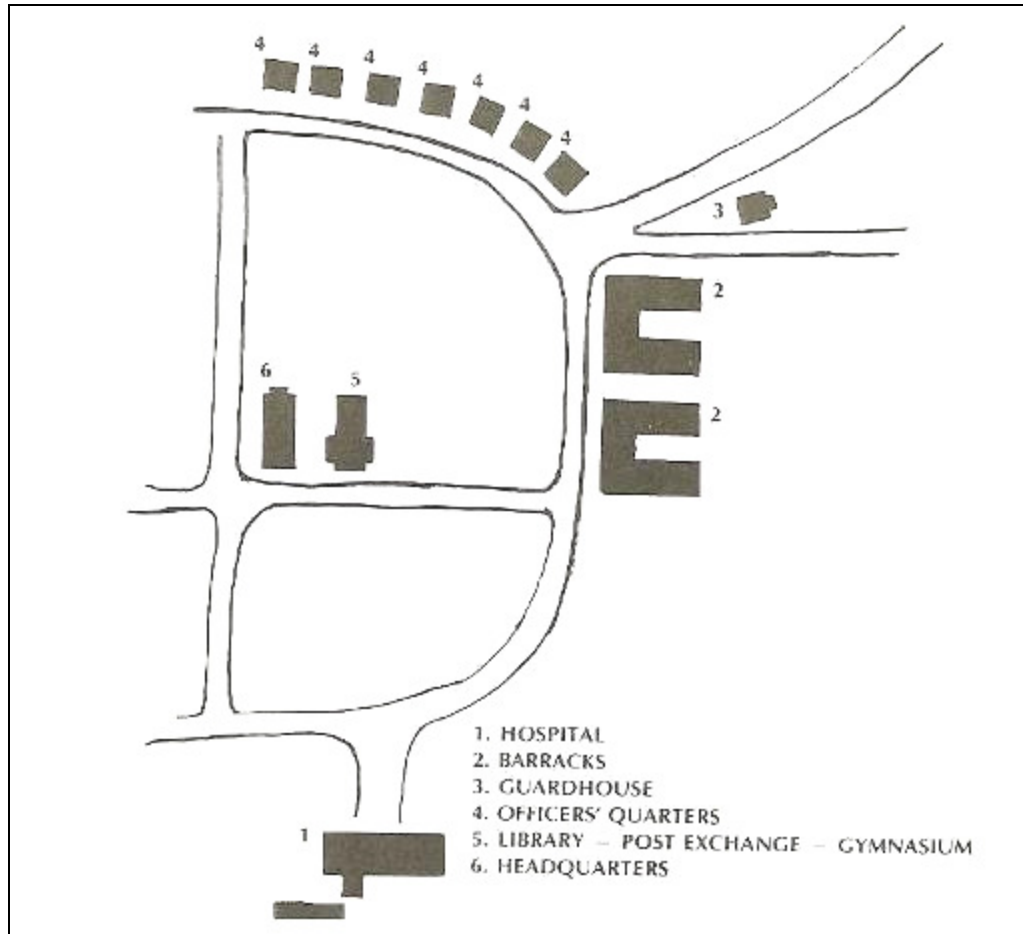 4 4 4 4 4 4 4
3
2
6 5
2
1
1. HOSPITAL
2. BARRACKS
3. GUARDHOUSE
4. OFFICERS' QUARTERS
5. LIBRARY – POST EXCHANGE – GYMNASIUM
6. HEADQUARTERS